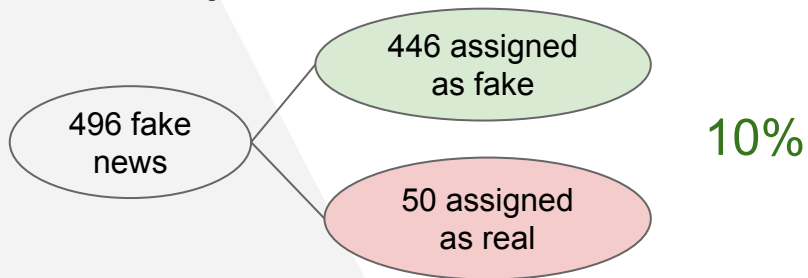 446 assigned
as fake
496 fake
news
10%
50 assigned
as real